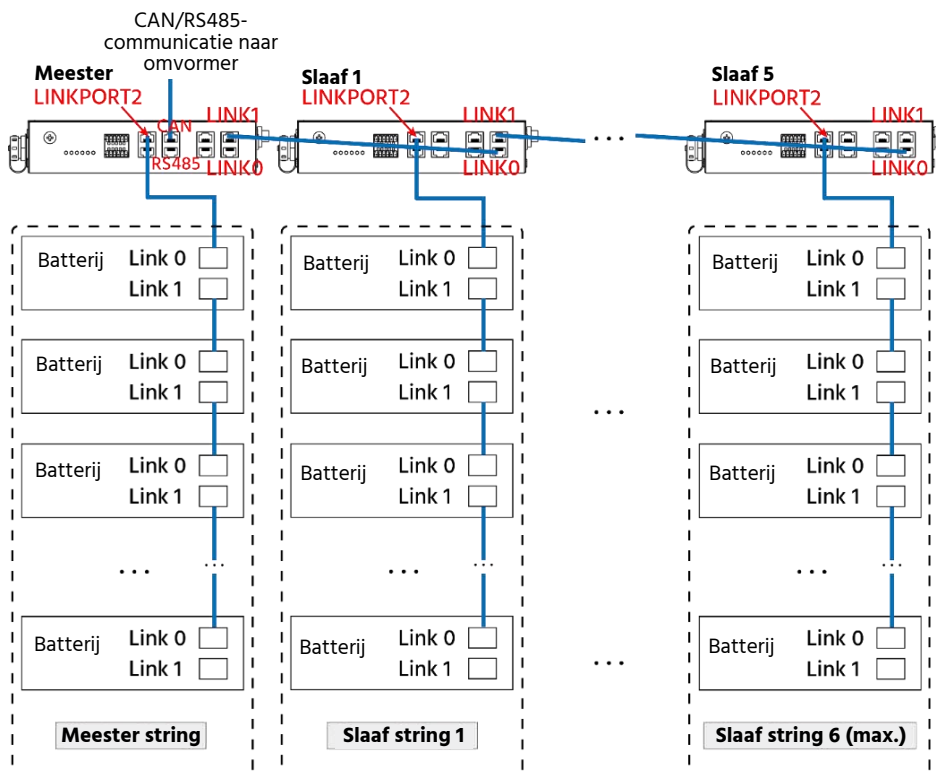 CAN/RS485-
communicatie naar
omvormer
Meester
LINKPORT2
CAN
RS485
LINK1
LINK0
Slaaf 1
LINKPORT2
LINK1
LINK0
...
Slaaf 5
LINKPORT2
LINK1
LINK0
Batterij Link 0
Link 1
Batterij Link 0
Link 1
Batterij Link 0
Link 1
... ...
Batterij Link 0
Link 1
Meester string
Batterij Link 0
Link 1
Batterij Link 0
Link 1
Batterij Link 0
Link 1
... ...
Batterij Link 0
Link 1
Slaaf string 1
...
...
Batterij Link 0
Link 1
Batterij Link 0
Link 1
Batterij Link 0
Link 1
... ...
Batterij Link 0
Link 1
Slaaf string 6 (max.)